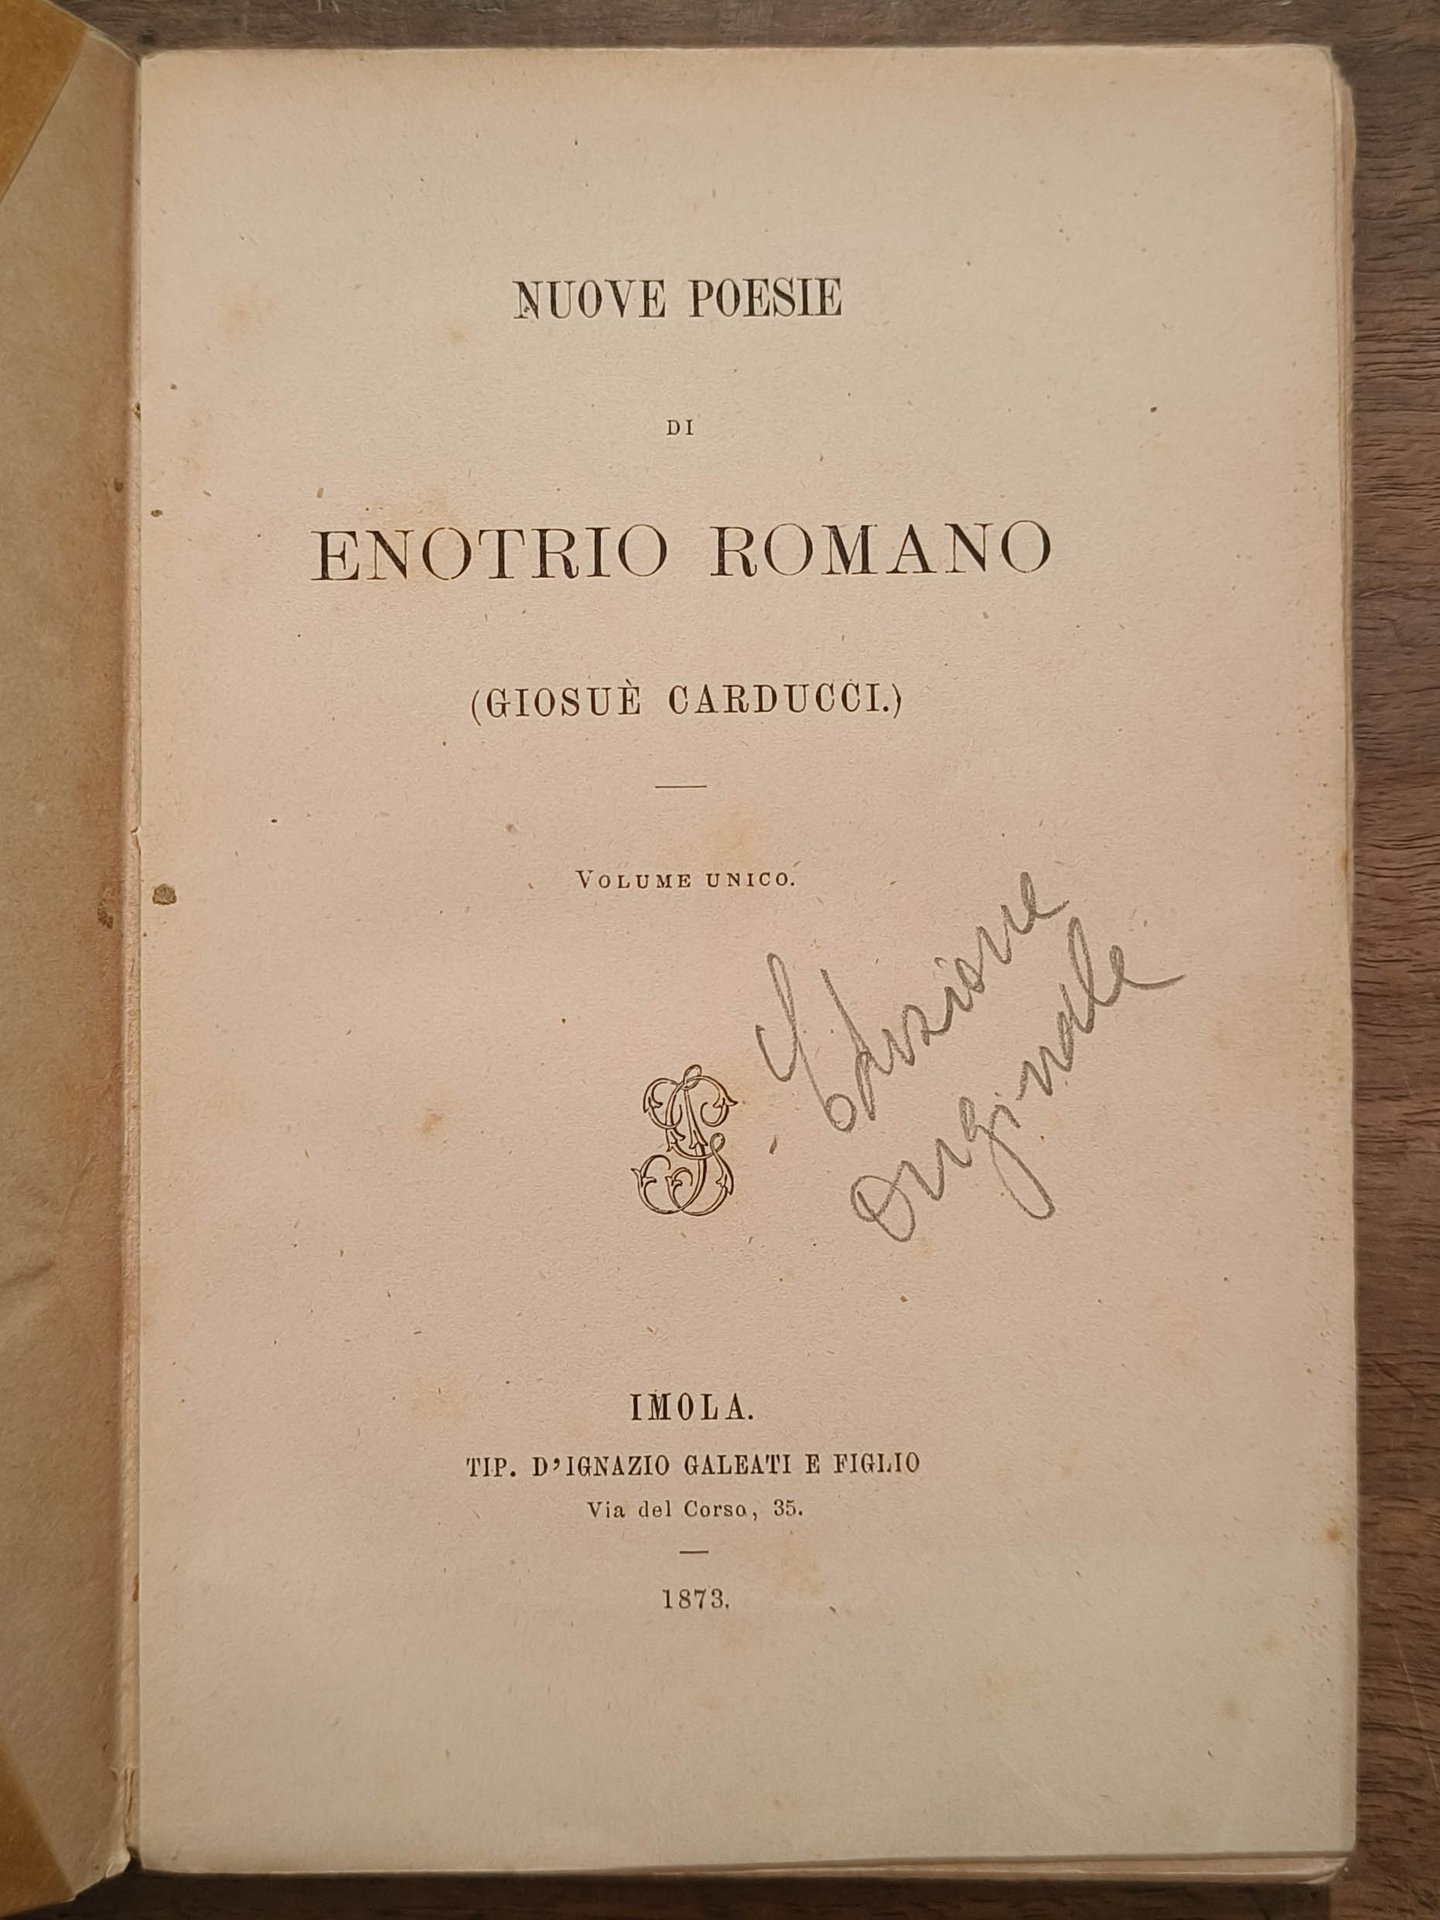 NUOVE POESIE
DI
ENOTRIO ROMANO
(GIOSUÈ CARDUCCI.)
VOLUME UNICO.
Edizione
originale
IMOLA.
TIP. D'IGNAZIO GALEATI E FIGLIO
Via del Corso, 35.
1873.